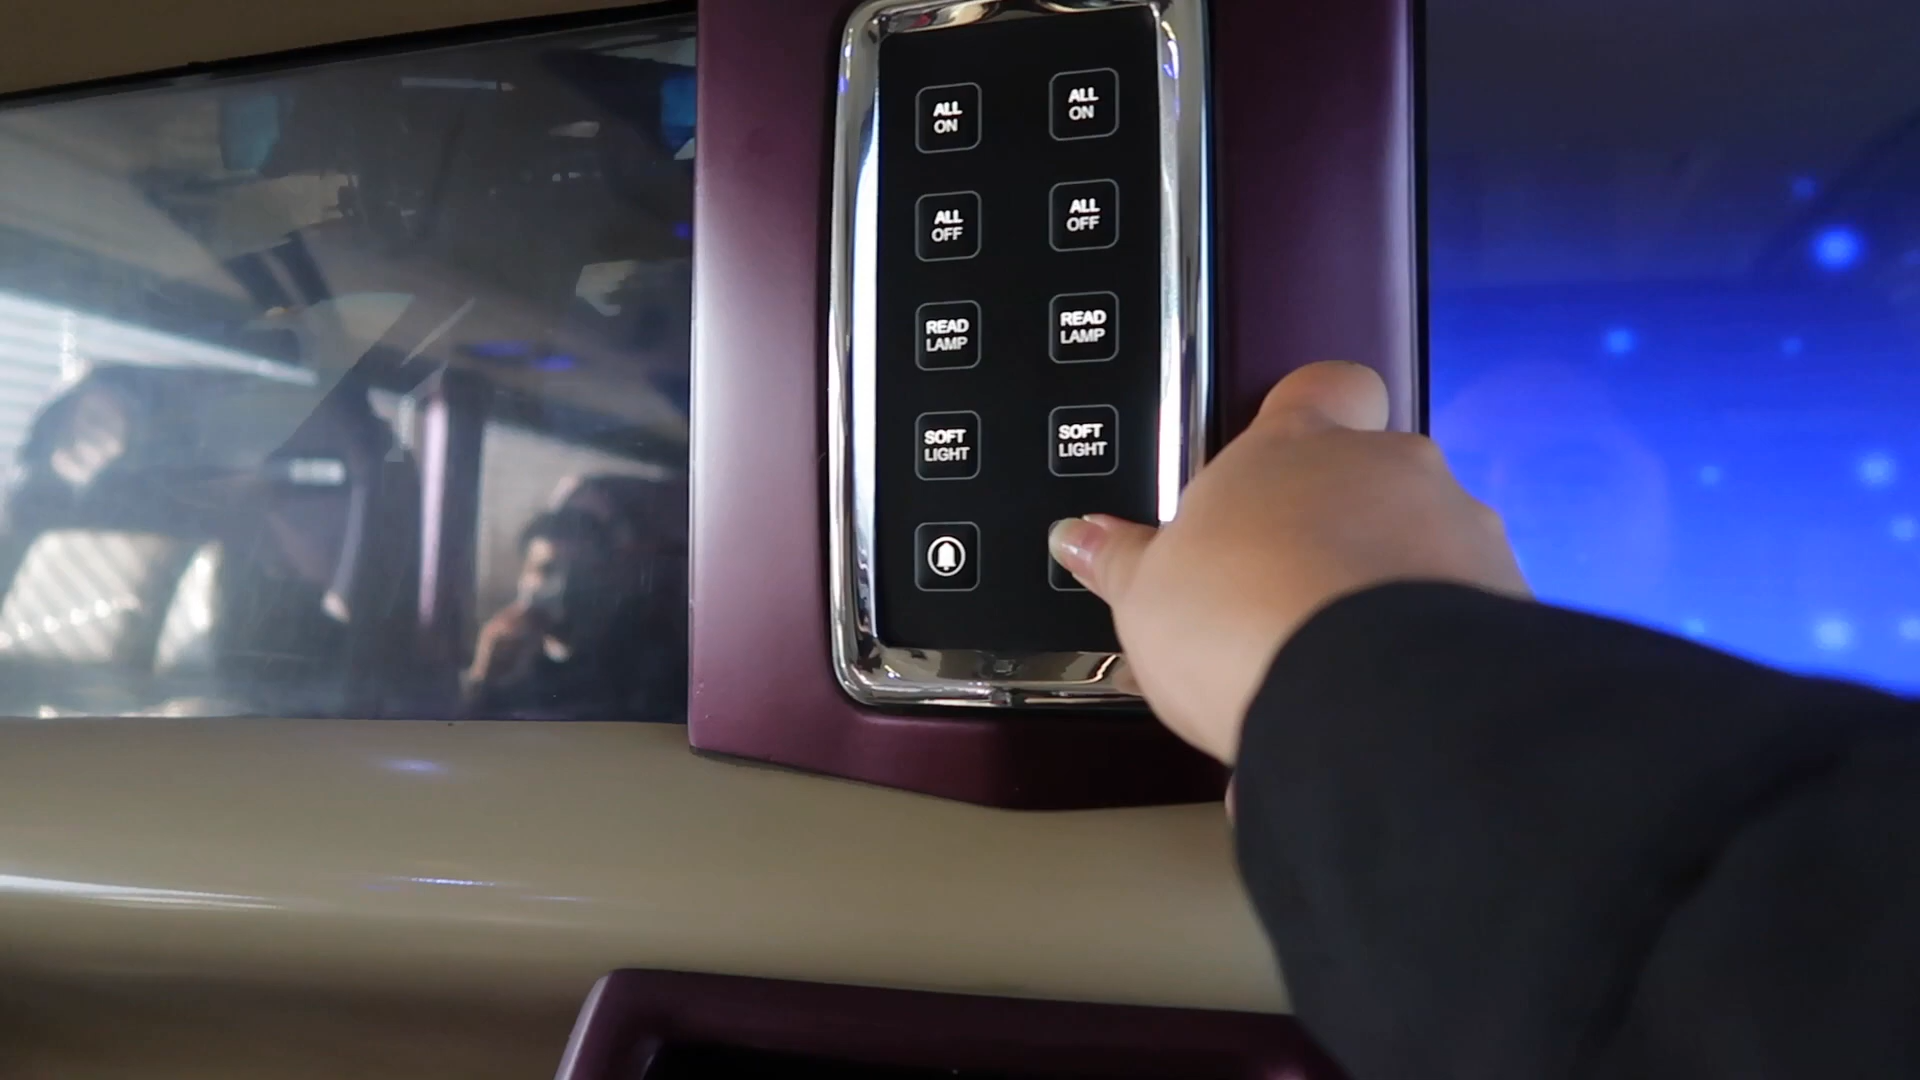 ALL
ON
ALL
ON
ALL
OFF
ALL
OFF
READ
LAMP
READ
LAMP
SOFT
LIGHT
SOFT
LIGHT